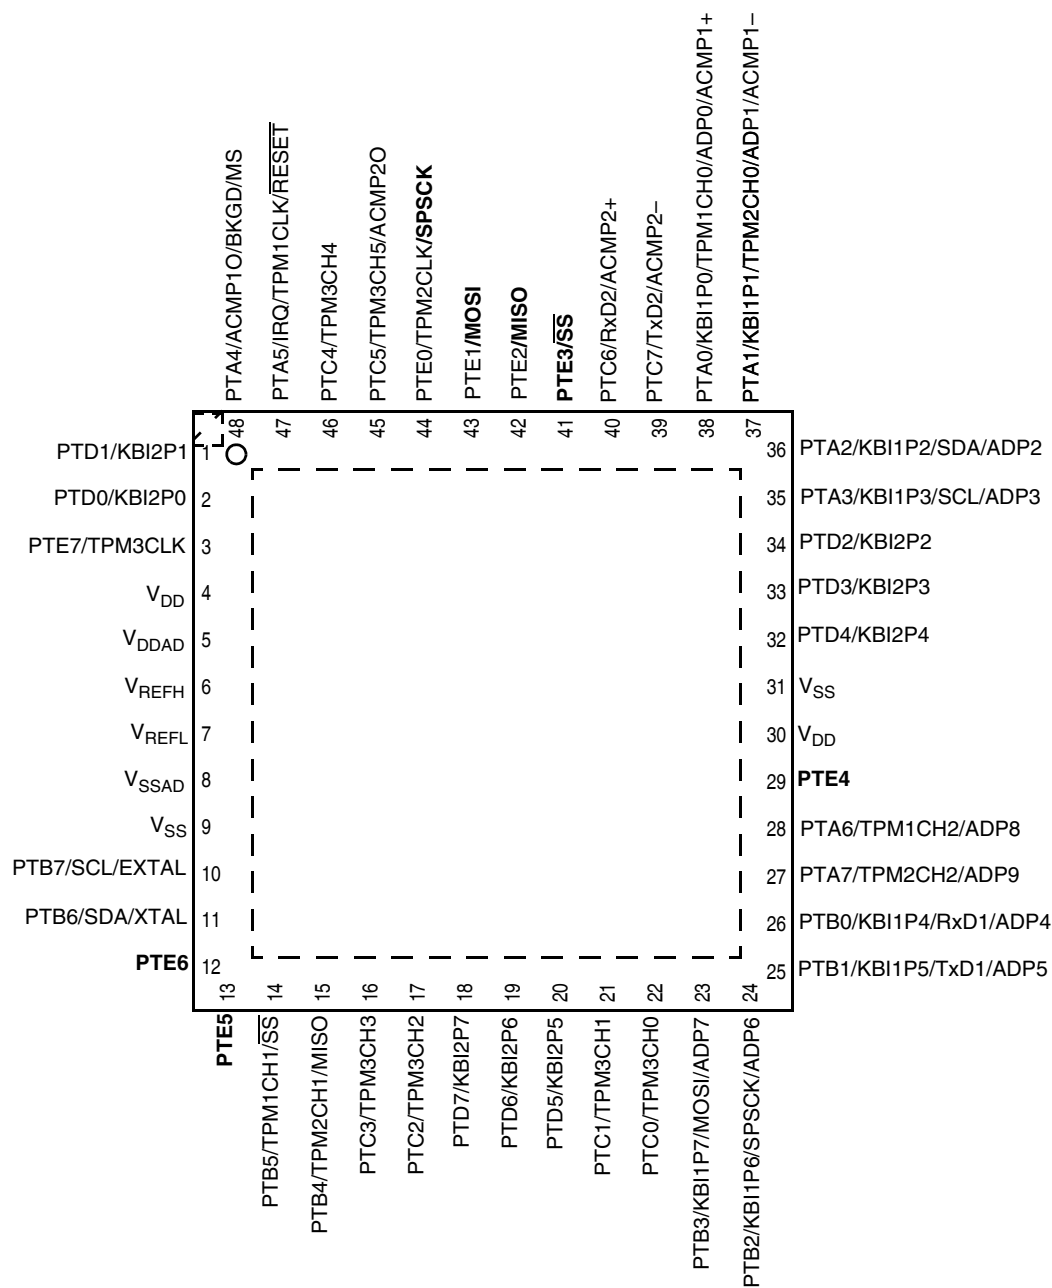 PTA4/ACMP1O/BKGD/MS
PTA5/IRQ/TPM1CLK/RESET
PTC4/TPM3CH4
PTC5/TPM3CH5/ACMP2O
PTE0/TPM2CLK/SPSCK
PTE1/MOSI
PTE2/MISO
PTE3/SS
PTC6/RxD2/ACMP2+
PTC7/TxD2/ACMP2–
PTA0/KBI1P0/TPM1CH0/ADP0/ACMP1+
PTA1/KBI1P1/TPM2CH0/ADP1/ACMP1–
48
47
46
45
44
43
42
41
40
39
38
37
PTD1/KBI2P1 1
PTD0/KBI2P0 2
PTE7/TPM3CLK 3
VDD 4
VDDAD 5
VREFH 6
VREFL 7
VSSAD 8
VSS 9
PTB7/SCL/EXTAL 10
PTB6/SDA/XTAL 11
PTE6 12
36 PTA2/KBI1P2/SDA/ADP2
35 PTA3/KBI1P3/SCL/ADP3
34 PTD2/KBI2P2
33 PTD3/KBI2P3
32 PTD4/KBI2P4
31 VSS
30 VDD
29 PTE4
28 PTA6/TPM1CH2/ADP8
27 PTA7/TPM2CH2/ADP9
26 PTB0/KBI1P4/RxD1/ADP4
25 PTB1/KBI1P5/TxD1/ADP5
13
14
15
16
17
18
19
20
21
22
23
24
PTE5
PTB5/TPM1CH1/SS
PTB4/TPM2CH1/MISO
PTC3/TPM3CH3
PTC2/TPM3CH2
PTD7/KBI2P7
PTD6/KBI2P6
PTD5/KBI2P5
PTC1/TPM3CH1
PTC0/TPM3CH0
PTB3/KBI1P7/MOSI/ADP7
PTB2/KBI1P6/SPSCK/ADP6